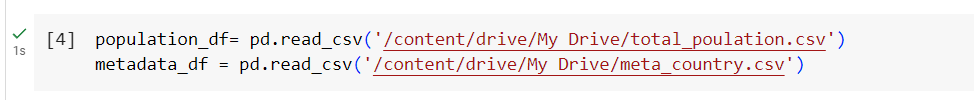 [4] population_df= pd.read_csv('/content/drive/My Drive/total_poulation.csv')
1s
metadata_df = pd.read_csv('/content/drive/My Drive/meta_country.csv')